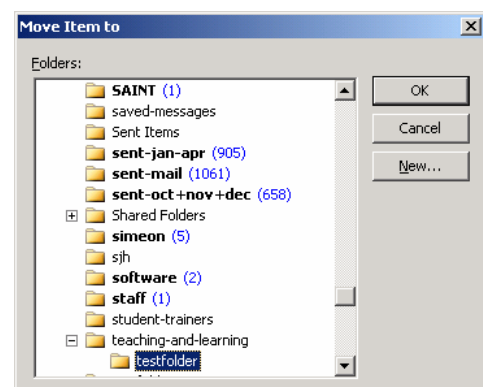 Move Item to
Folders:
SAINT (1)
saved-messages
Sent Items
sent-jan-apr (905)
sent-mail (1061)
sent-oct+nov+dec (658)
Shared Folders
simeon (5)
sjh
software (2)
staff (1)
student-trainers
teaching-and-learning
testfolder
OK
Cancel
New...